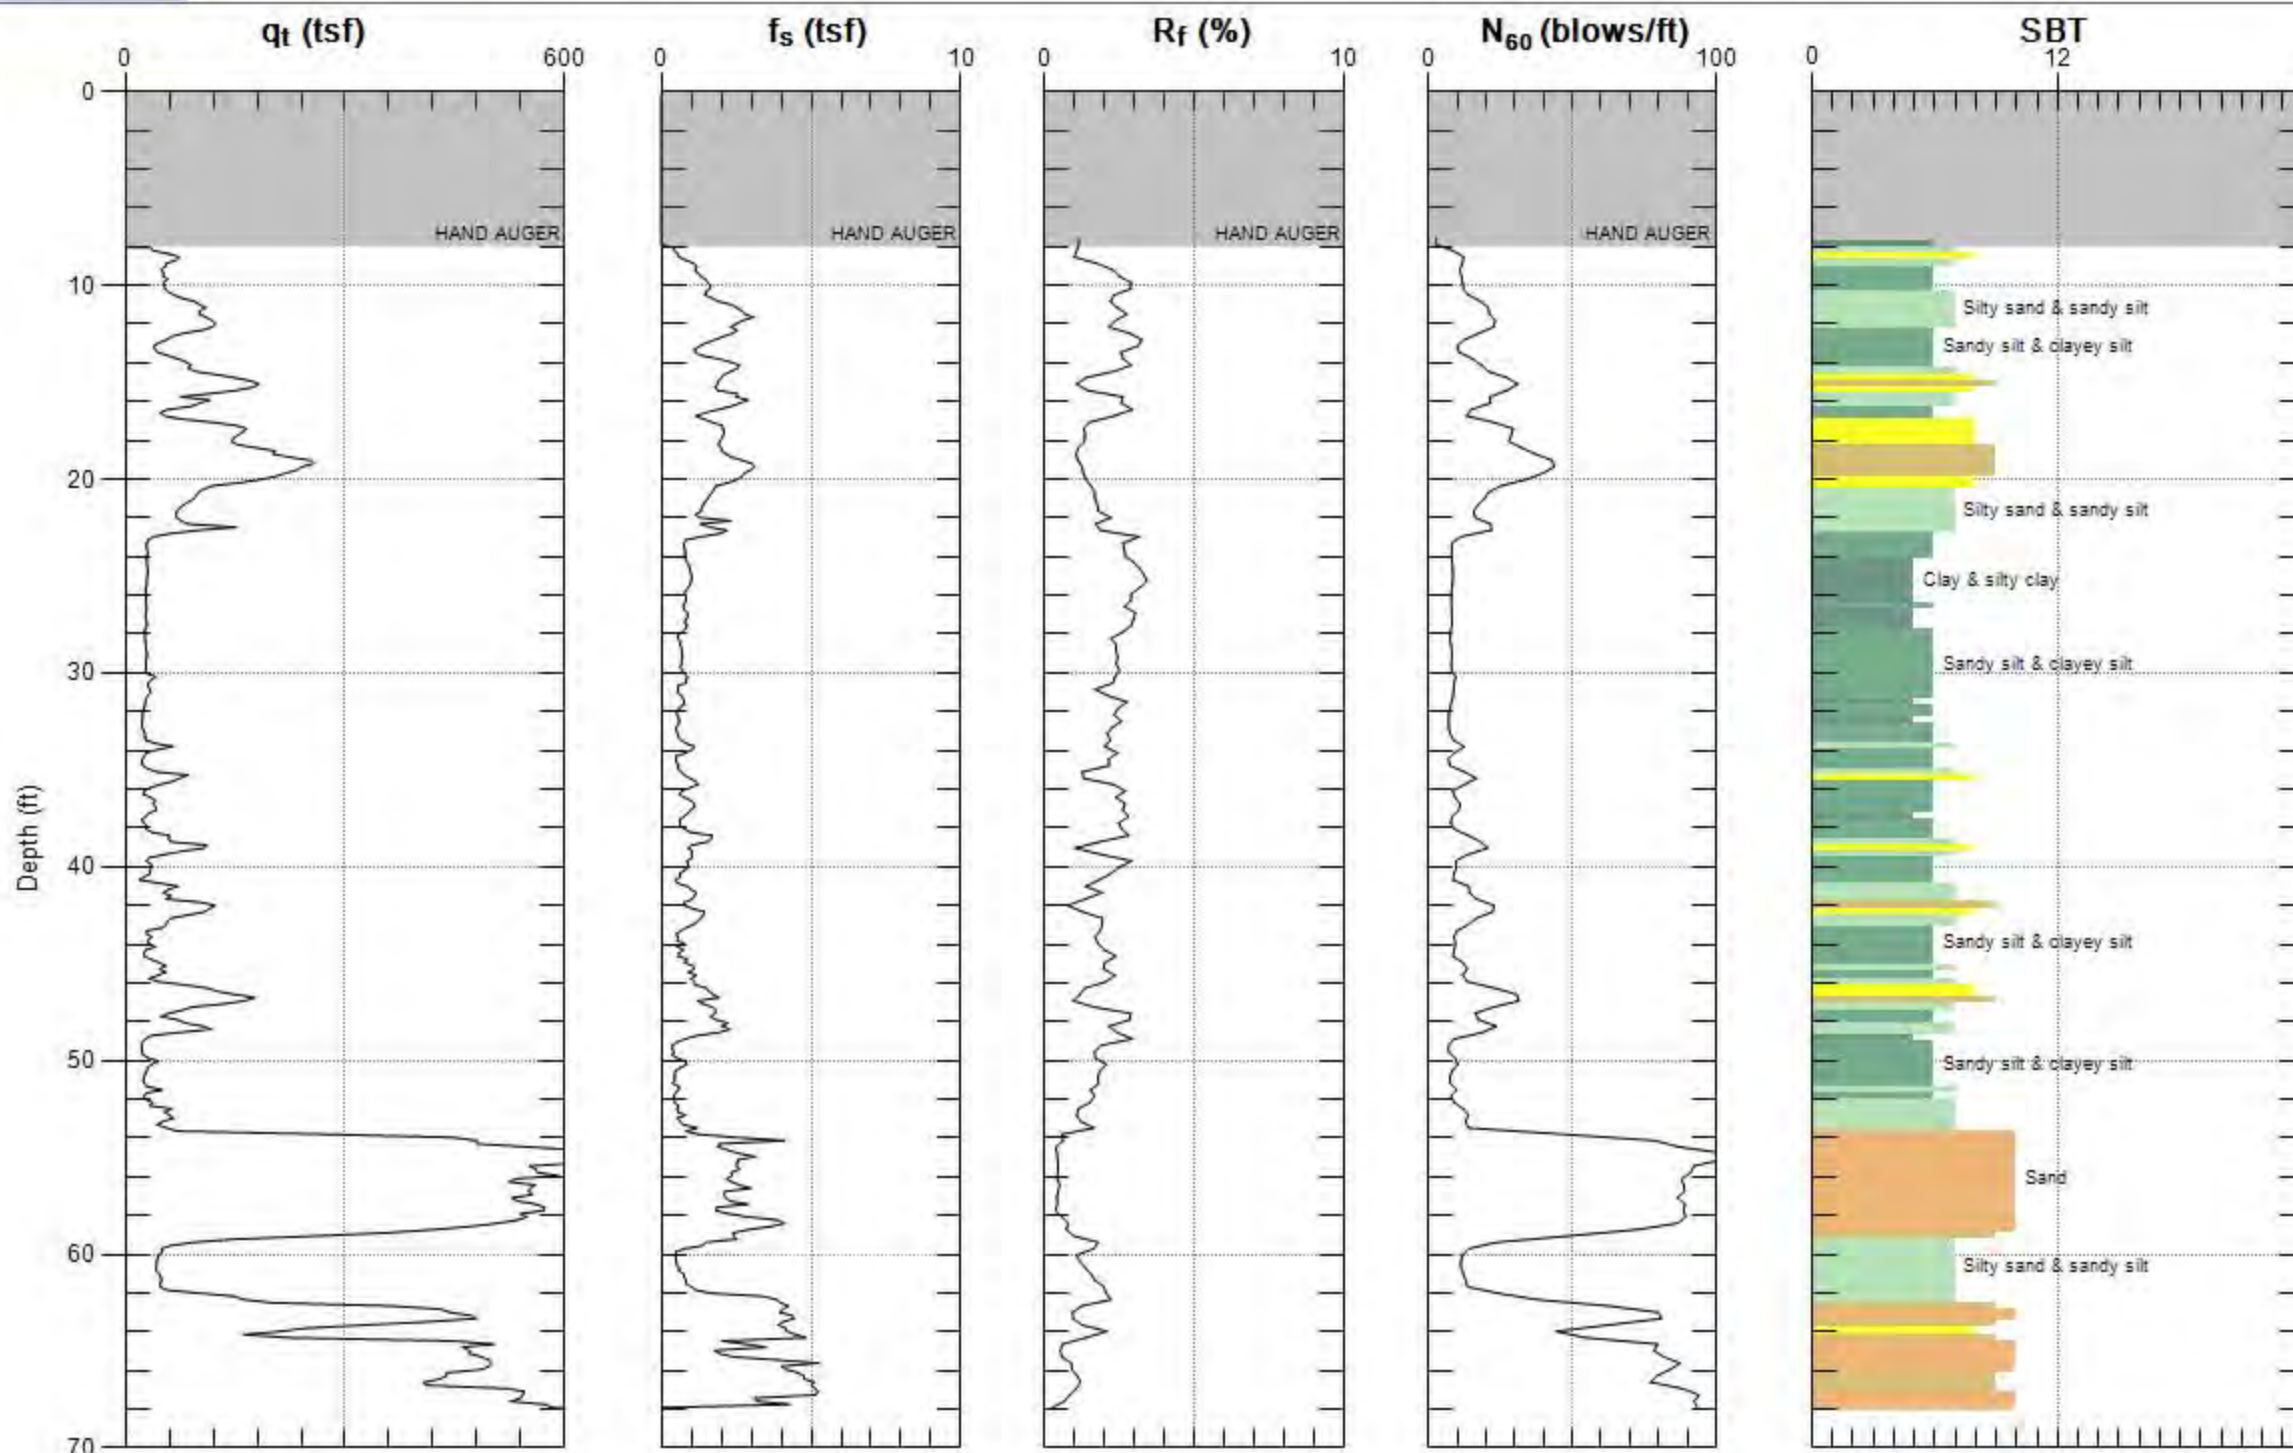 qt (tsf) fs (tsf) Rf (%) N60 (blows/ft) SBT
0 600 0 10 0 10 0 100 0 12
0
HAND AUGER HAND AUGER HAND AUGER HAND AUGER
10
Silty sand & sandy silt
Sandy silt & clayey silt
20
Silty sand & sandy silt
Clay & silty clay
30
Sandy silt & clayey silt
Depth (ft)
40
Sandy silt & clayey silt
50
Sandy silt & clayey silt
Sand
60
Silty sand & sandy silt
70